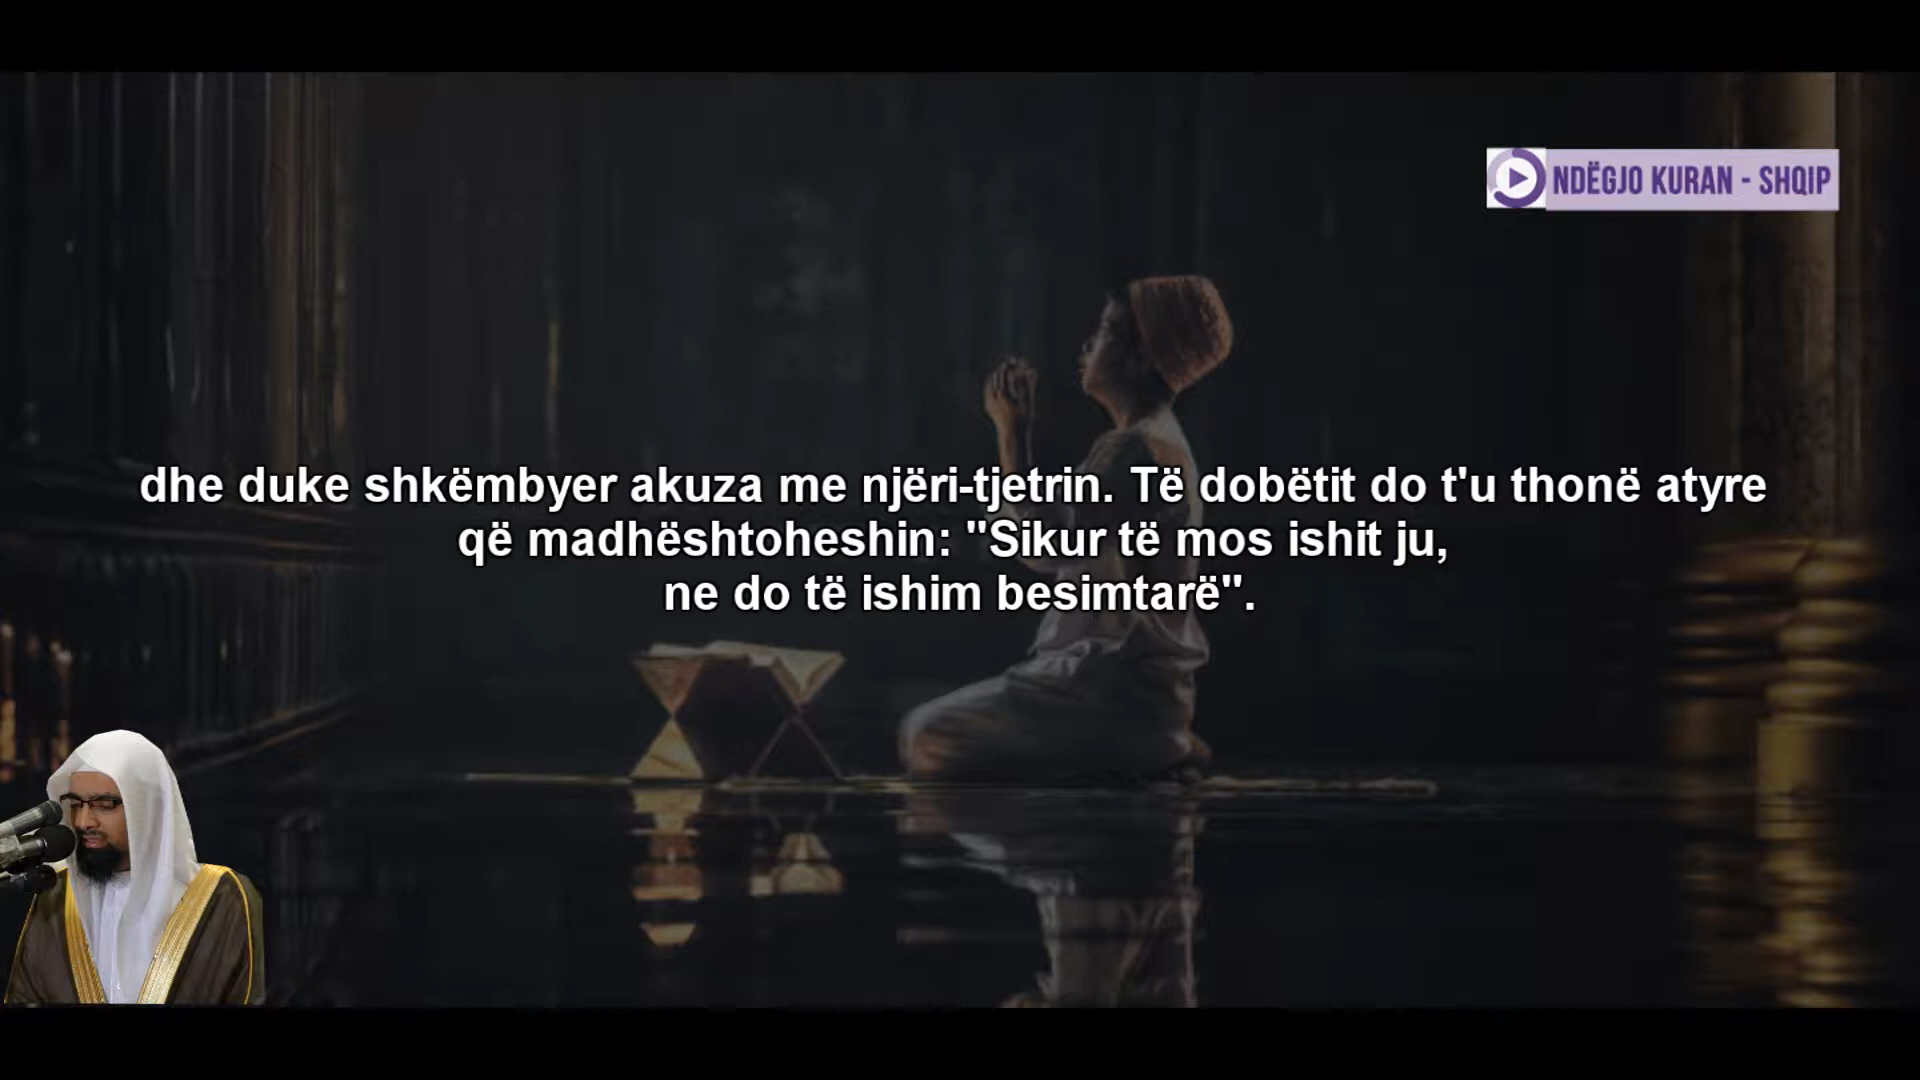 NDËGJO KURAN - SHQIP
dhe duke shkëmbyer akuza me njëri-tjetrin. Të dobëtit do t'u thonë atyre
që madhështoheshin: "Sikur të mos ishit ju,
ne do të ishim besimtarë".